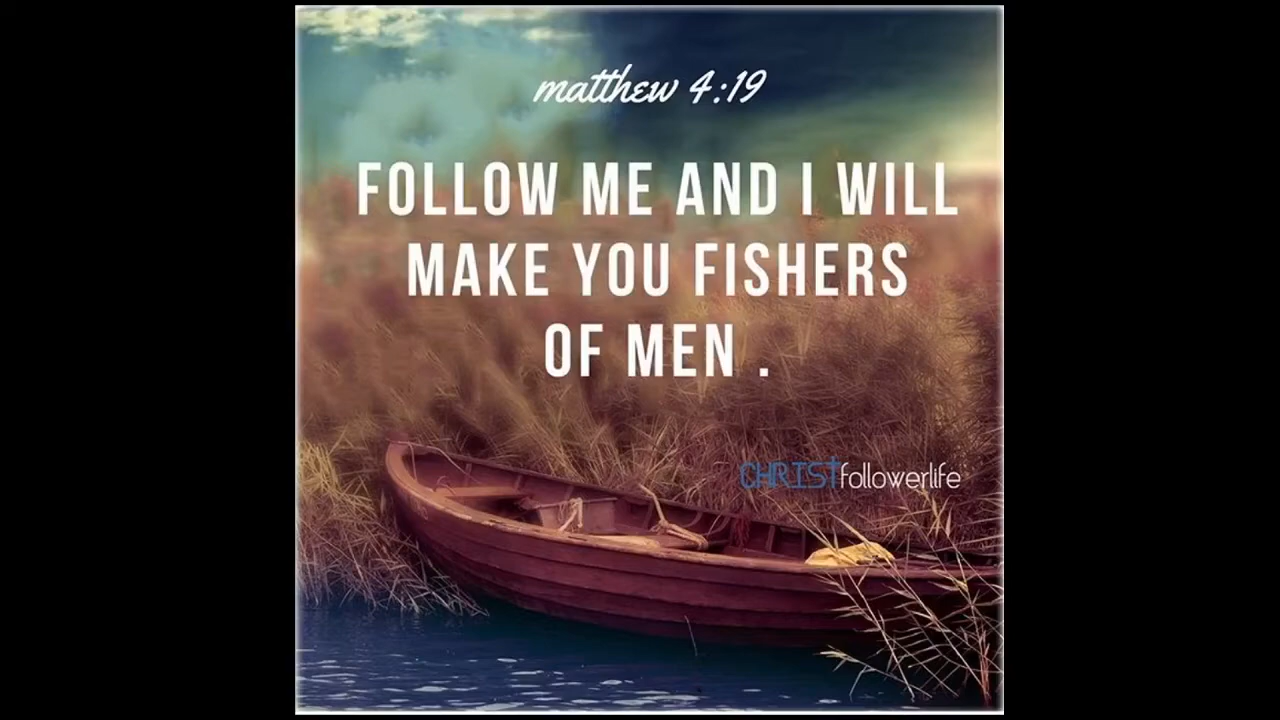 matthew 4:19
FOLLOW ME AND I WILL
MAKE YOU FISHERS
OF MEN .
CHRISTfollowerlife